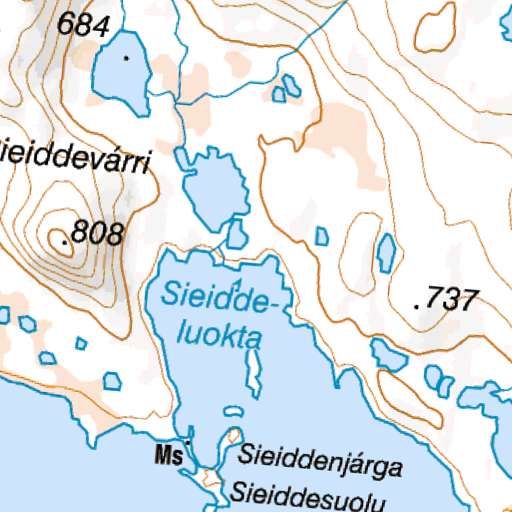 684
ieiddevárri
808
Sieidde-
luokta
.737
Ms
Sieiddenjárga
Sieiddesuolu